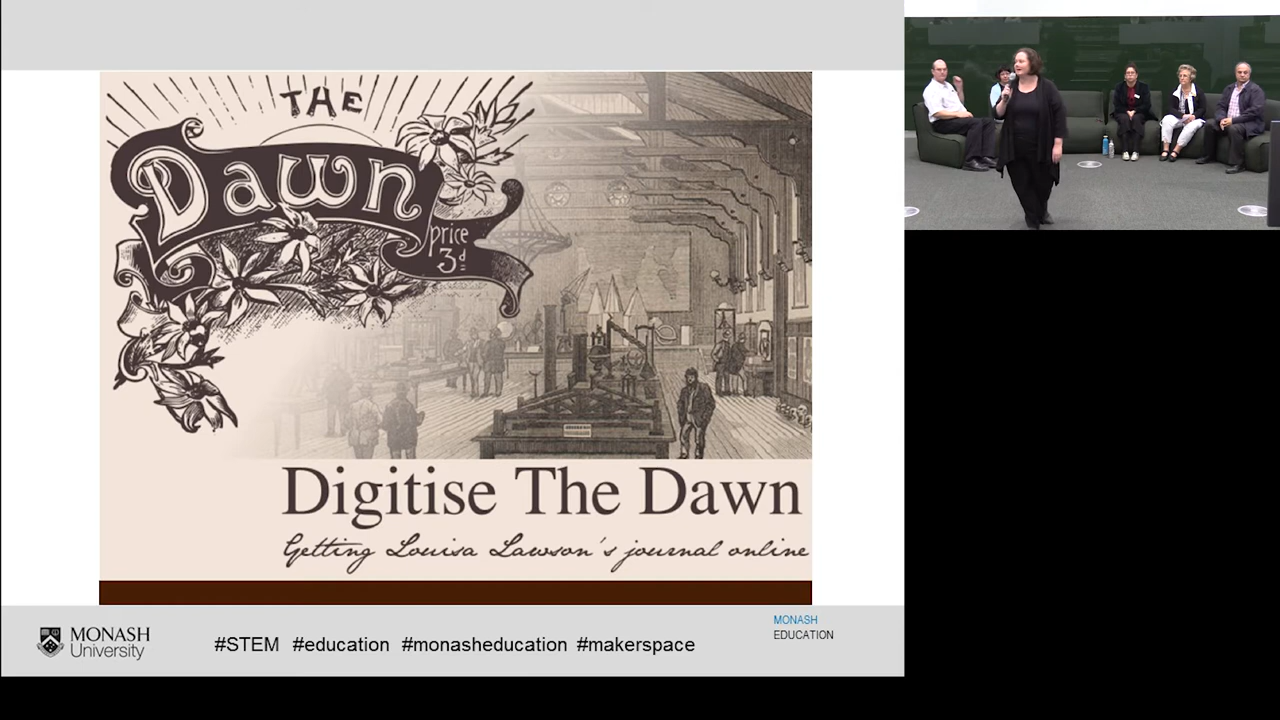 THE
Dawn
price
3d
Digitise The Dawn
Getting Louisa Lawson's journal online
MONASH
University
#STEM #education #monasheducation #makerspace
MONASH
EDUCATION